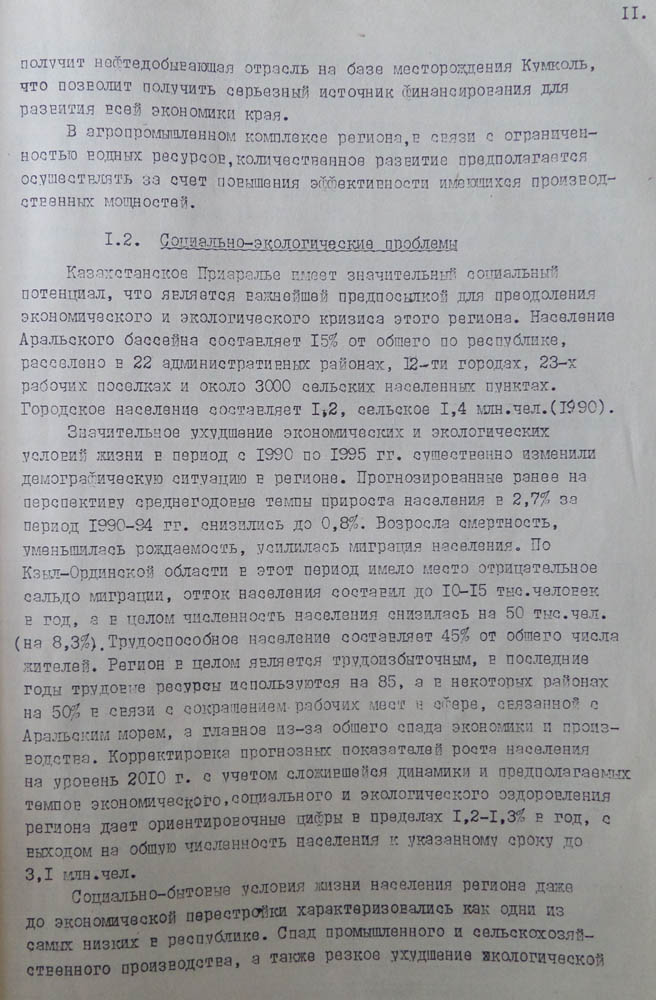 II.
получит нефтедобывающая отрасль на базе месторождения Кумколь,
что позволит получить серьезный источник финансирования для
развития всей экономики края.
В агропромышленном комплексе региона,в связи с ограничен-
ностью водных ресурсов,количественное развитие предполагается
осуществлять за счет повышения эффективности имеющихся производ-
ственных мощностей.
I.2. Социально-экологические проблемы
Казахстанское Приаралье имеет значительный социальный
потенциал, что является важнейшей предпосылкой для преодоления
экономического и экологического кризиса этого региона. Население
Аральского бассейна составляет I5% от общего по республике,
расселено в 22 административных районах, I2-ти городах, 23-х
рабочих поселках и около 3000 сельских населенных пунктах.
Городское население составляет I,2, сельское I,4 млн.чел.(I990).
Значительное ухудшение экономических и экологических
условий жизни в период с I990 по I995 гг. существенно изменили
демографическую ситуацию в регионе. Прогнозированные ранее на
перспективу среднегодовые темпы прироста населения в 2,7% за
период I990-94 гг. снизились до 0,8%. Возросла смертность,
уменьшилась рождаемость, усилилась миграция населения. По
Кзыл-Ординской области в этот период имело место отрицательное
сальдо миграции, отток населения составил до I0-I5 тыс.человек
в год, а в целом численность населения снизилась на 50 тыс.чел.
(на 8,3%).Трудоспособное население составляет 45% от общего числа
жителей. Регион в целом является трудоизбыточным, в последние
годы трудовые ресурсы используются на 85, а в некоторых районах
на 50% в связи с сокращением рабочих мест в сфере, связанной с
Аральским морем, а главное из-за общего спада экономики и произ-
водства. Корректировка прогнозных показателей роста населения
на уровень 20I0 г. с учетом сложившейся динамики и предполагаемых
темпов экономического,социального и экологического оздоровления
региона дает ориентировочные цифры в пределах I,2-I,3% в год, с
выходом на общую численность населения к указанному сроку до
3,I млн.чел.
Социально-бытовые условия жизни населения региона даже
до экономической перестройки характеризовались как одни из
самых низких в республике. Спад промышленного и сельскохозяй-
ственного производства, а также резкое ухудшение экологической